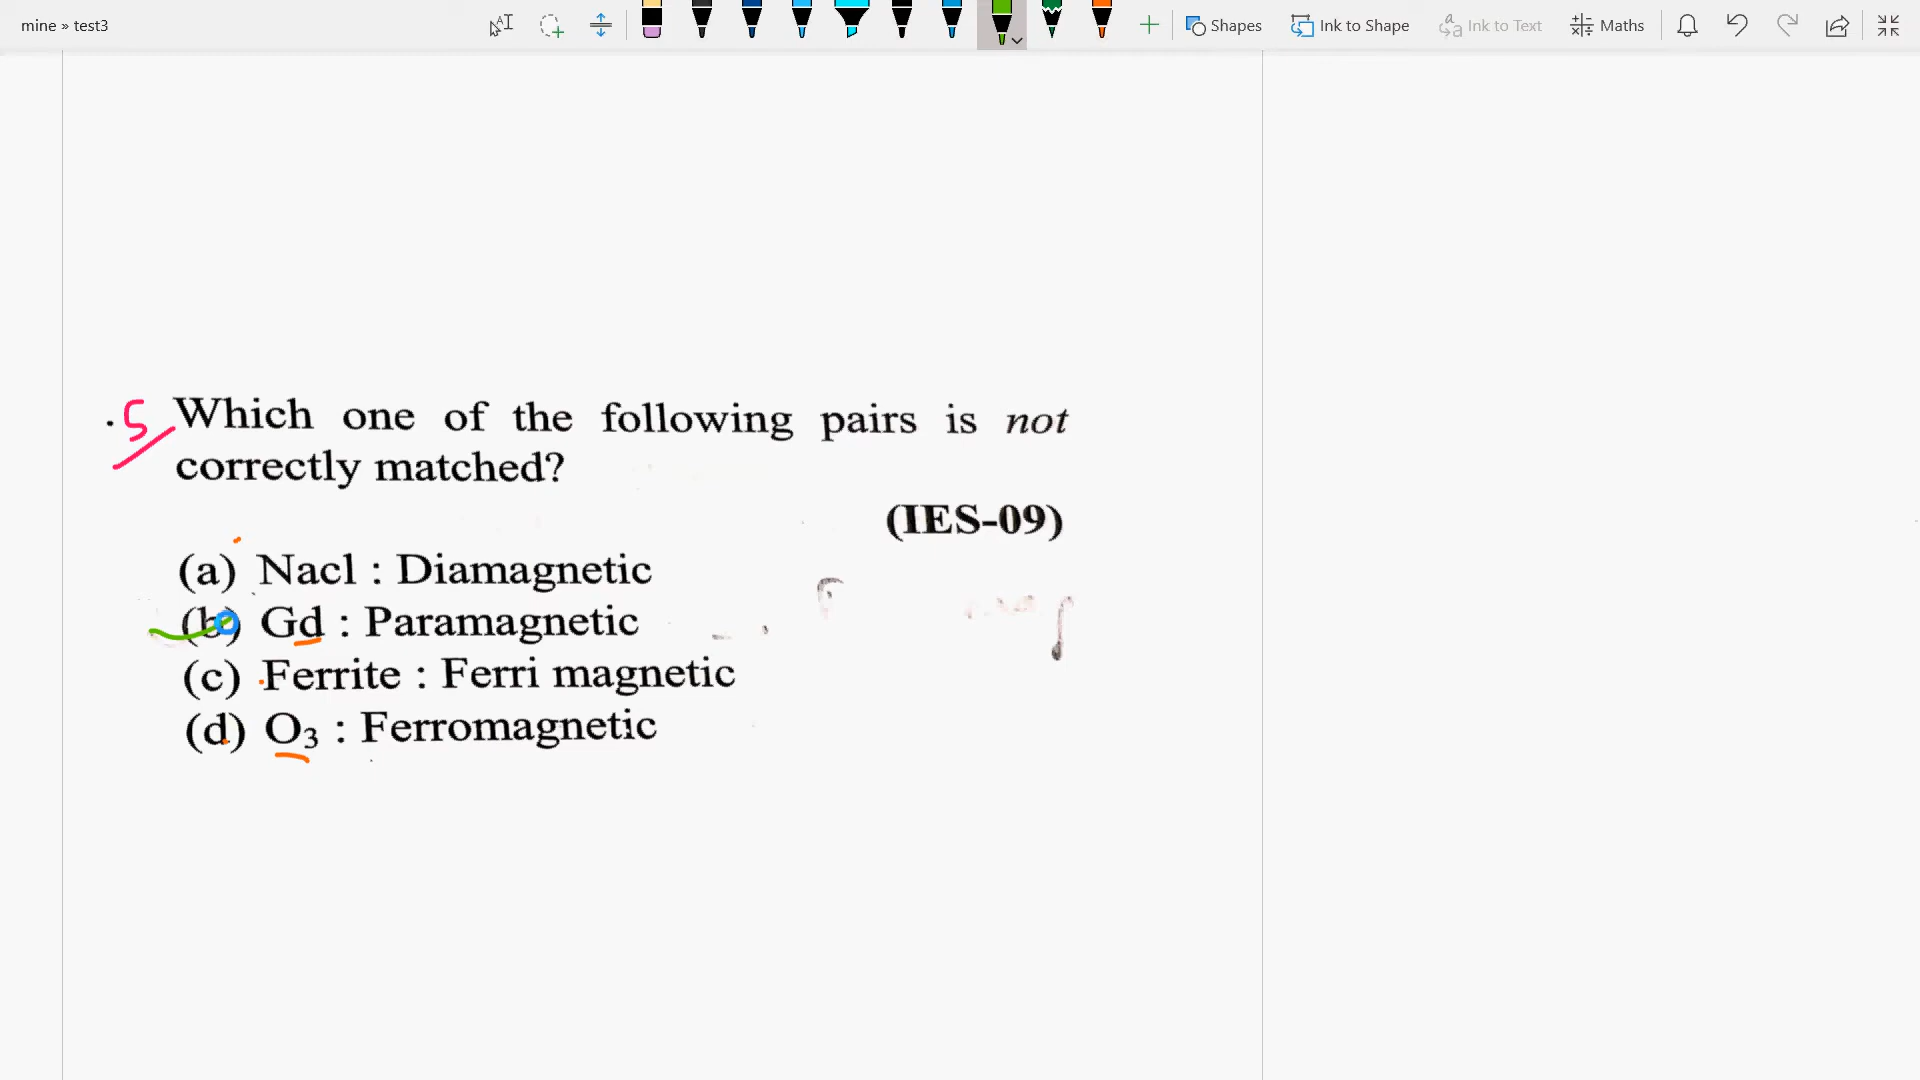 mine » test3
Shapes
Ink to Shape
Ink to Text
Maths
5
Which one of the following pairs is not
correctly matched?
(IES-09)
(a) Nacl : Diamagnetic
(b) Gd : Paramagnetic
(c) Ferrite : Ferri magnetic
(d) O₃ : Ferromagnetic